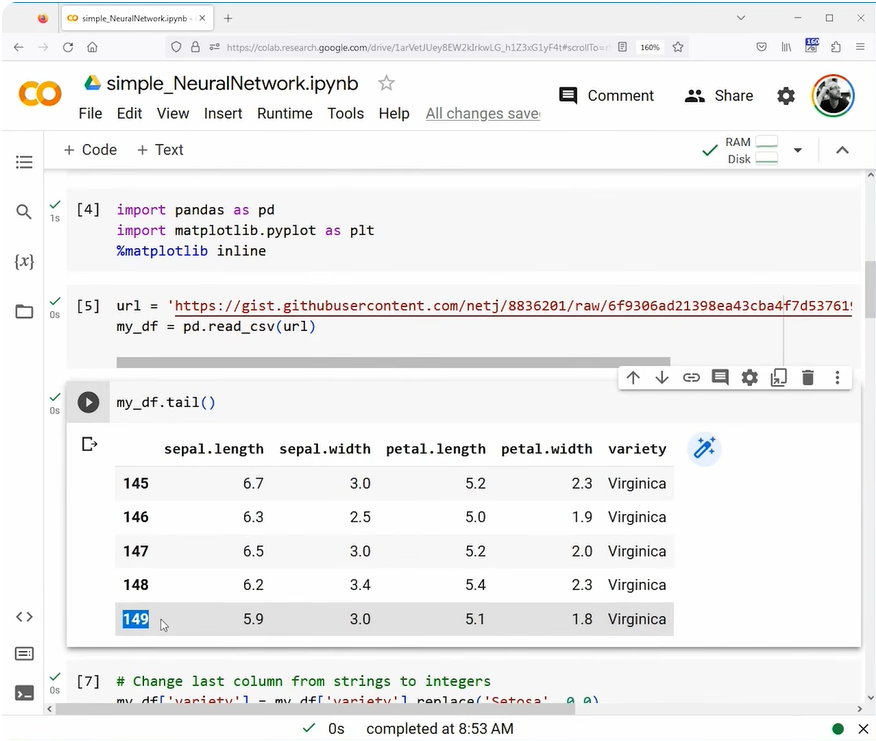 simple_NeuralNetwork.ipynb -
https://colab.research.google.com/drive/1arVetJUey8EW2kIrkwLG_h1Z3xG1yF4t#scrollTo=
160%
simple_NeuralNetwork.ipynb
File Edit View Insert Runtime Tools Help All changes save
Comment
Share
+ Code + Text
RAM
Disk
1s
[4] import pandas as pd
import matplotlib.pyplot as plt
%matplotlib inline
{x}
0s
[5] url = 'https://gist.githubusercontent.com/netj/8836201/raw/6f9306ad21398ea43cba4f7d53761
my_df = pd.read_csv(url)
0s
my_df.tail()
sepal.length sepal.width petal.length petal.width variety
145 6.7 3.0 5.2 2.3 Virginica
146 6.3 2.5 5.0 1.9 Virginica
147 6.5 3.0 5.2 2.0 Virginica
148 6.2 3.4 5.4 2.3 Virginica
149 5.9 3.0 5.1 1.8 Virginica
0s
[7] # Change last column from strings to integers
my_df['variety'] = my_df['variety'].replace('Setosa', 0.0)
0s completed at 8:53 AM